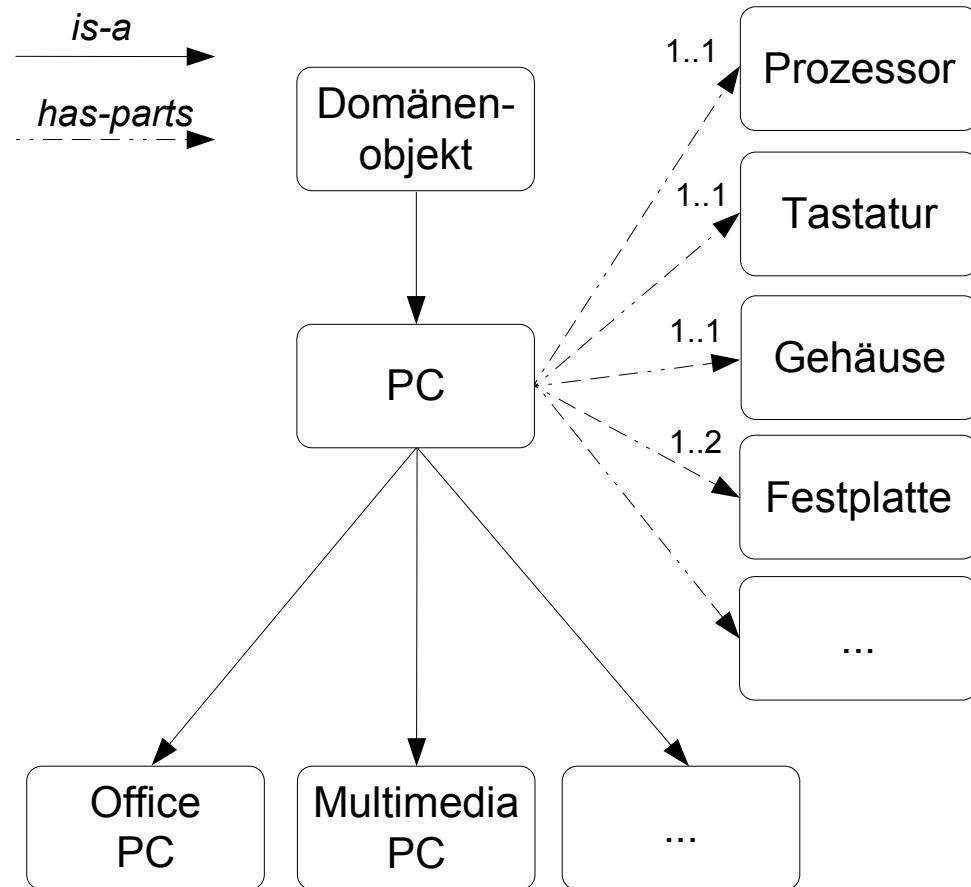 is-a
has-parts
Domänen-
objekt
PC
1..1
Prozessor
1..1
Tastatur
1..1
Gehäuse
1..2
Festplatte
...
Office
PC
Multimedia
PC
...